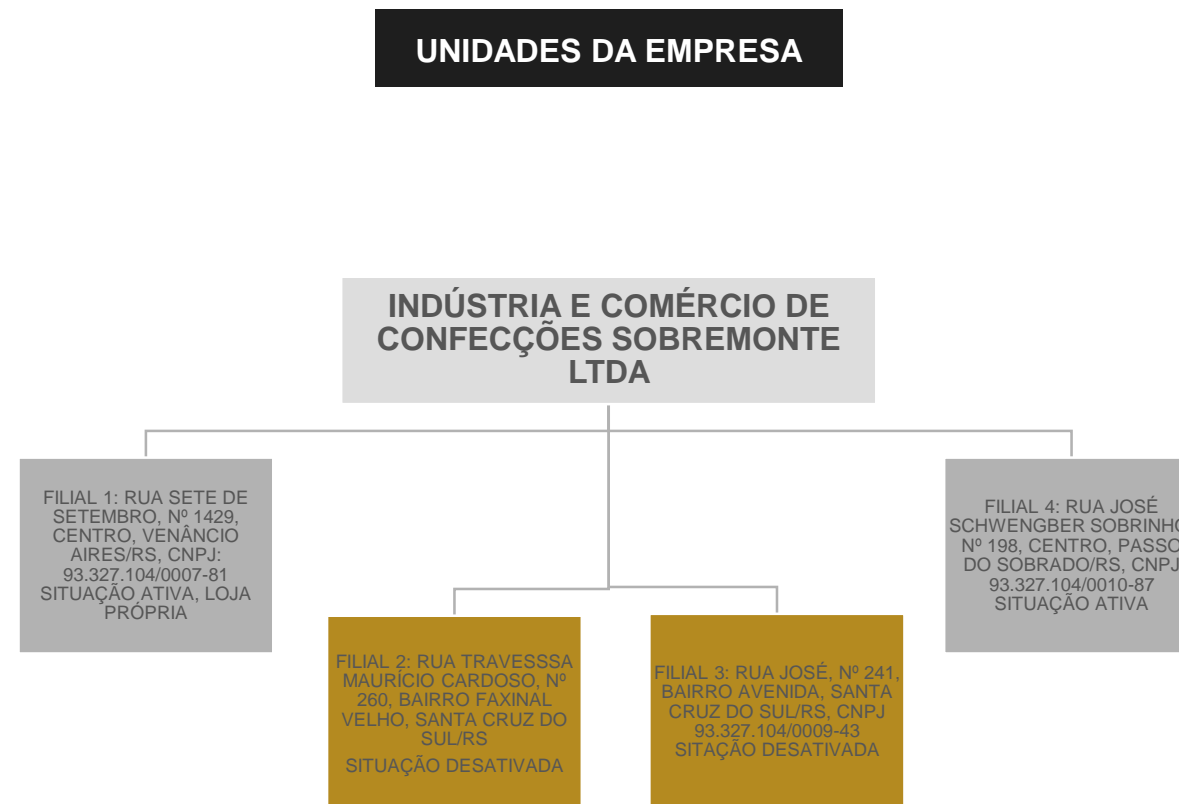 UNIDADES DA EMPRESA
INDÚSTRIA E COMÉRCIO DE
CONFECÇÕES SOBREMONTE
LTDA
FILIAL 1: RUA SETE DE
SETEMBRO, Nº 1429,
CENTRO, VENÂNCIO
AIRES/RS, CNPJ:
93.327.104/0007-81
SITUAÇÃO ATIVA, LOJA
PRÓPRIA
FILIAL 2: RUA TRAVESSSA
MAURÍCIO CARDOSO, Nº
260, BAIRRO FAXINAL
VELHO, SANTA CRUZ DO
SUL/RS
SITUAÇÃO DESATIVADA
FILIAL 3: RUA JOSÉ, Nº 241,
BAIRRO AVENIDA, SANTA
CRUZ DO SUL/RS, CNPJ
93.327.104/0009-43
SITAÇÃO DESATIVADA
FILIAL 4: RUA JOSÉ
SCHWENGBER SOBRINHO
Nº 198, CENTRO, PASSO
DO SOBRADO/RS, CNPJ
93.327.104/0010-87
SITUAÇÃO ATIVA